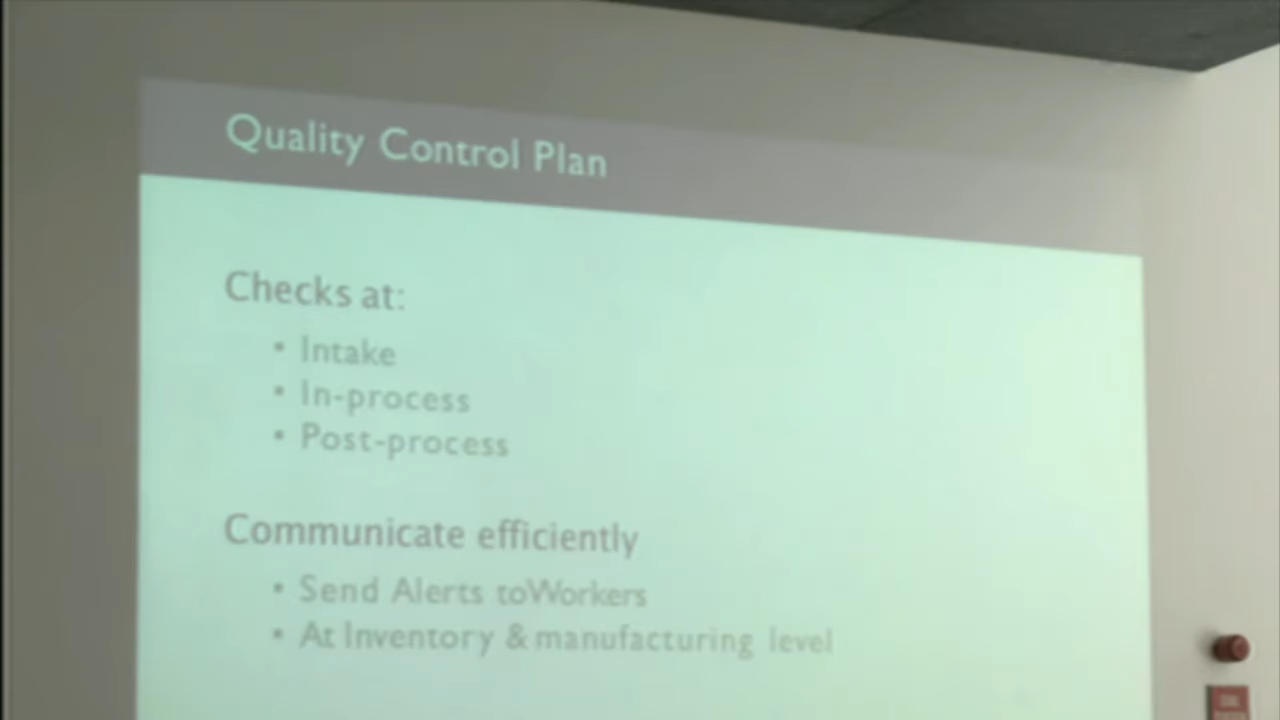 Quality Control Plan
Checks at:
• Intake
• In-process
• Post-process
Communicate efficiently
• Send Alerts toWorkers
• At Inventory & manufacturing level